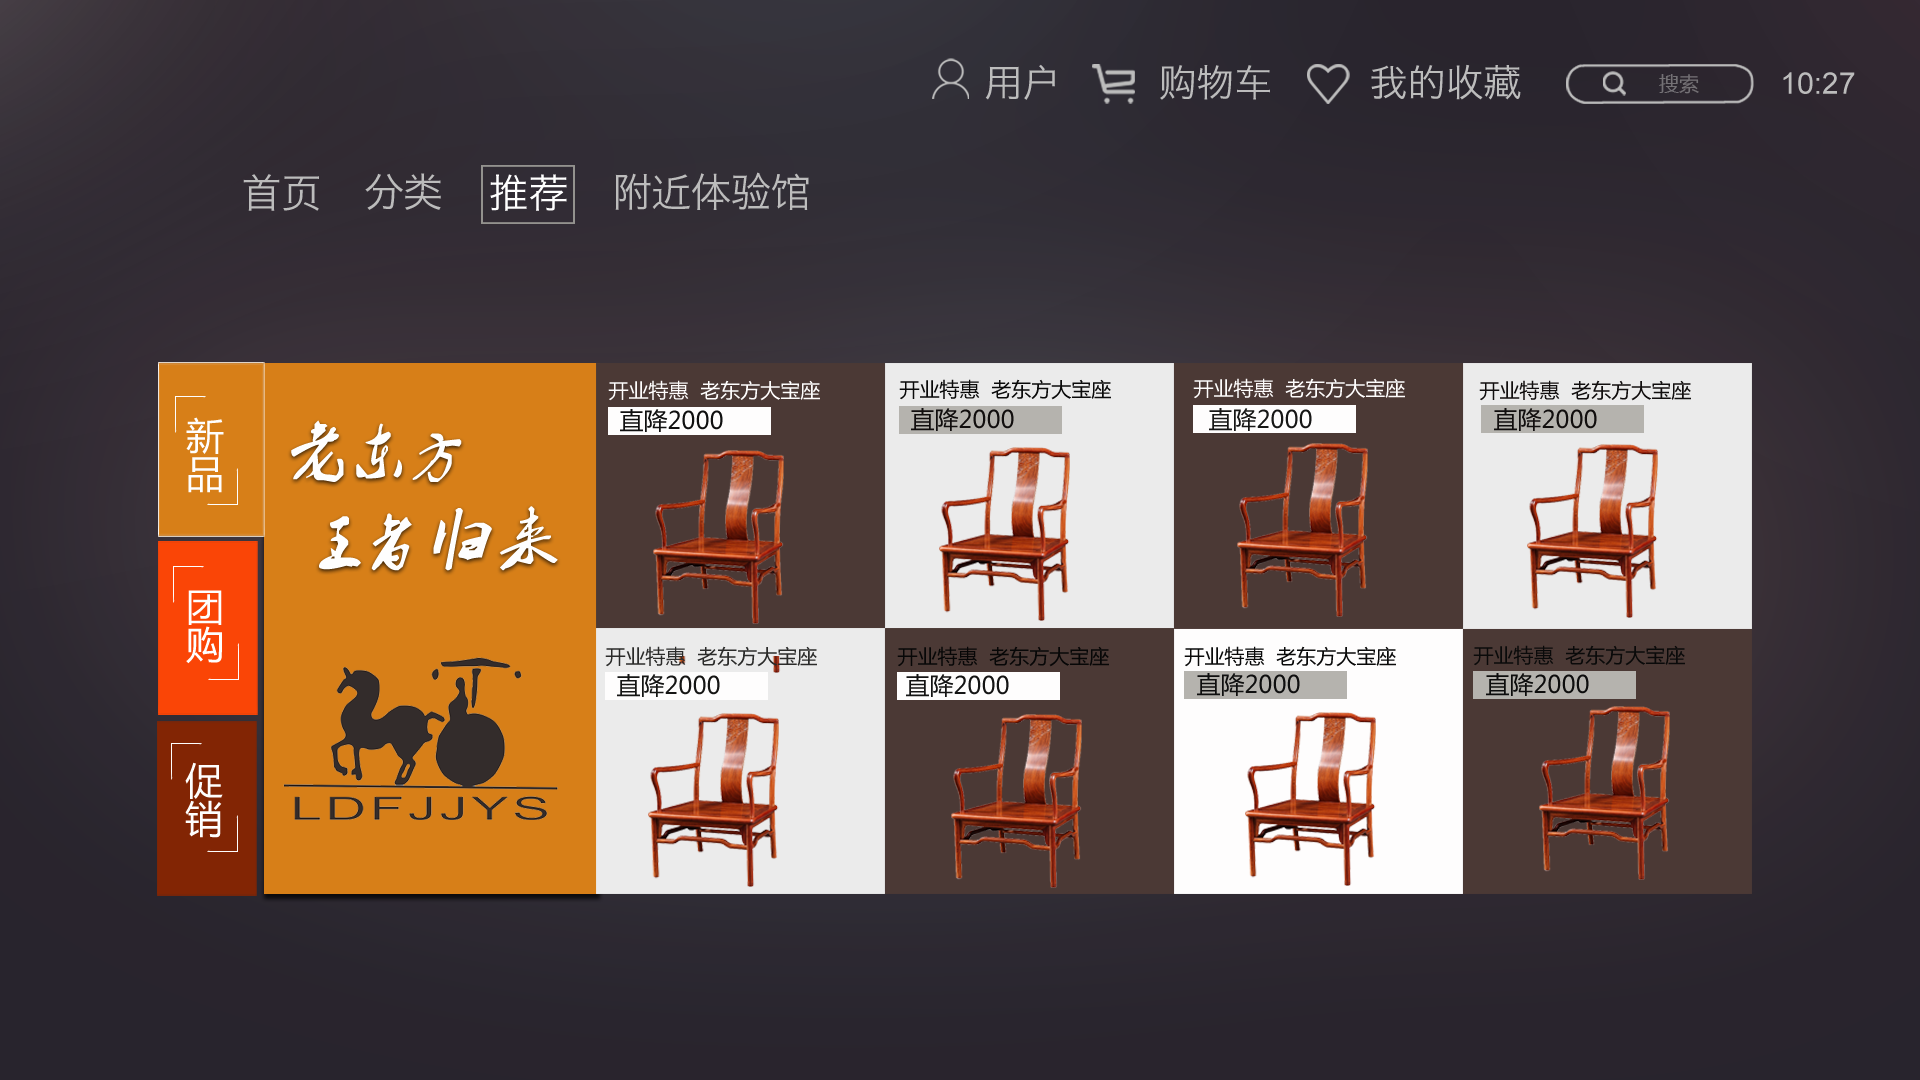 用户 购物车 我的收藏 搜索 10:27
首页 分类 推荐 附近体验馆
新品
团购
促销
老东方
王者归来
LDFJJYS
开业特惠 老东方大宝座
直降2000
开业特惠 老东方大宝座
直降2000
开业特惠 老东方大宝座
直降2000
开业特惠 老东方大宝座
直降2000
开业特惠 老东方大宝座
直降2000
开业特惠 老东方大宝座
直降2000
开业特惠 老东方大宝座
直降2000
开业特惠 老东方大宝座
直降2000